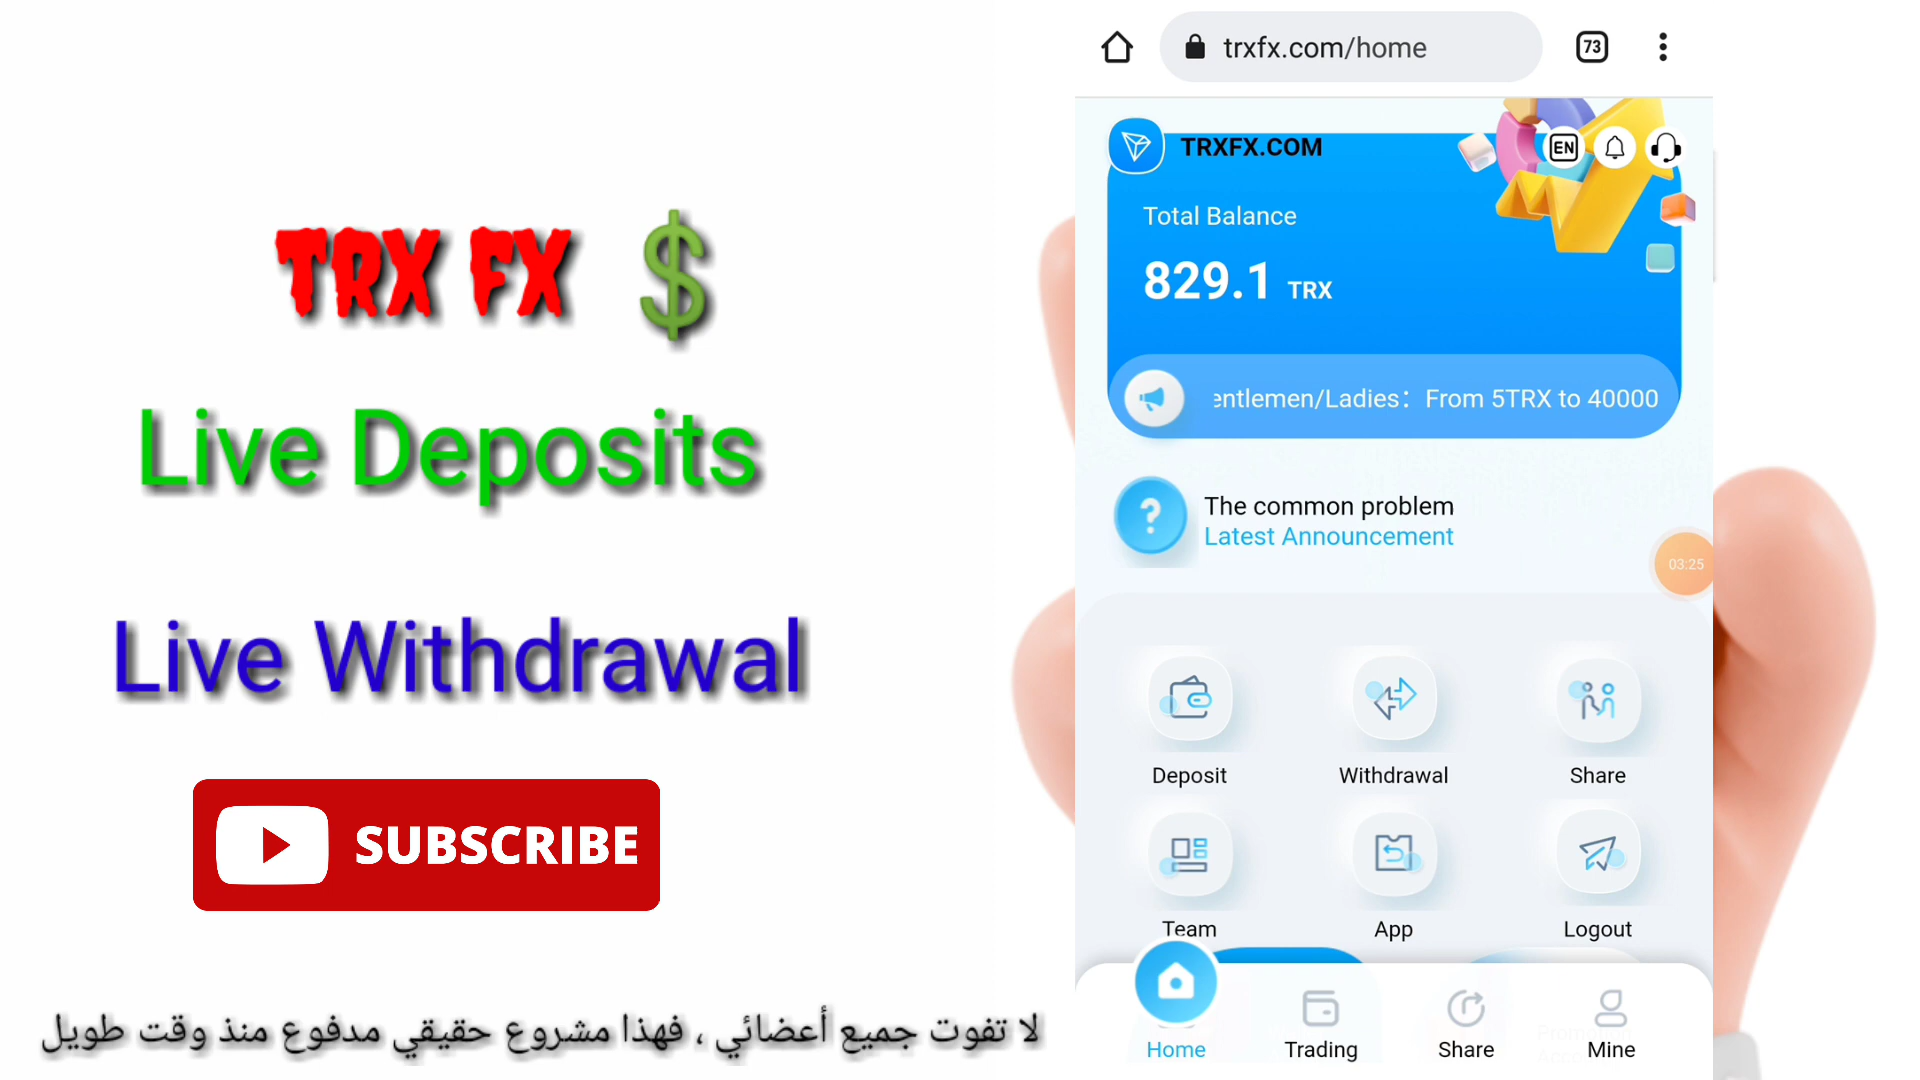 TRX FX $
Live Deposits
Live Withdrawal
SUBSCRIBE
لا تفوت جميع أعضائي ، فهذا مشروع حقيقي مدفوع منذ وقت طويل
trxfx.com/home
73
TRXFX.COM
EN
Total Balance
829.1 TRX
entlemen/Ladies: From 5TRX to 40000
?
The common problem
Latest Announcement
03:25
Deposit
Withdrawal
Share
Team
App
Logout
Home
Trading
Share
Mine